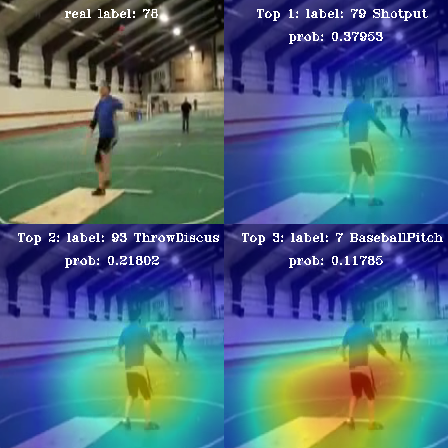 real label: 78
Top 1: label: 79 Shotput
prob: 0.37953
Top 2: label: 93 ThrowDiscus
prob: 0.21802
Top 3: label: 7 BaseballPitch
prob: 0.11785